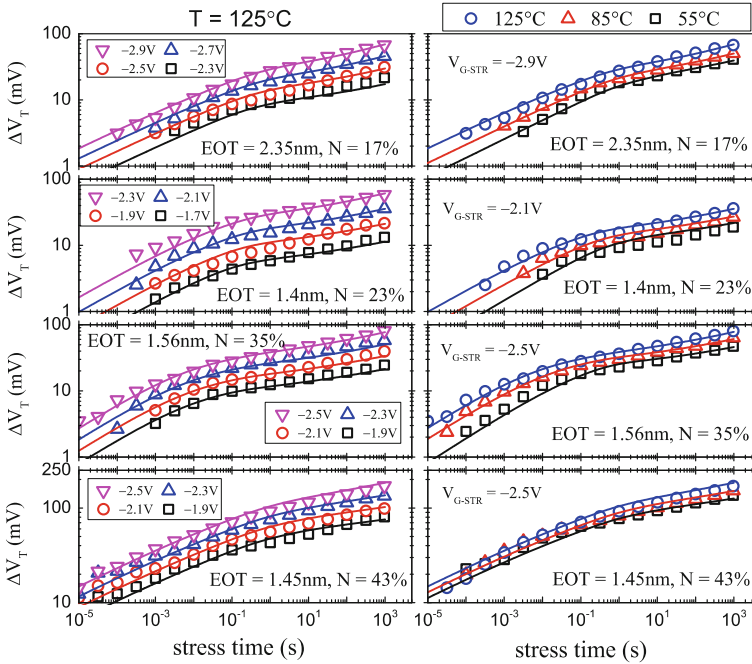 T = 125°C
125°C 85°C 55°C
ΔV_T (mV)
100
10
1
−2.9V −2.7V
−2.5V −2.3V
EOT = 2.35nm, N = 17%
V_G-STR = −2.9V
EOT = 2.35nm, N = 17%
ΔV_T (mV)
100
10
1
−2.3V −2.1V
−1.9V −1.7V
EOT = 1.4nm, N = 23%
V_G-STR = −2.1V
EOT = 1.4nm, N = 23%
ΔV_T (mV)
100
10
1
EOT = 1.56nm, N = 35%
−2.5V −2.3V
−2.1V −1.9V
V_G-STR = −2.5V
EOT = 1.56nm, N = 35%
ΔV_T (mV)
250
100
10
−2.5V −2.3V
−2.1V −1.9V
EOT = 1.45nm, N = 43%
V_G-STR = −2.5V
EOT = 1.45nm, N = 43%
10^-5 10^-3 10^-1 10^1 10^3
10^-5 10^-3 10^-1 10^1 10^3
stress time (s)
stress time (s)